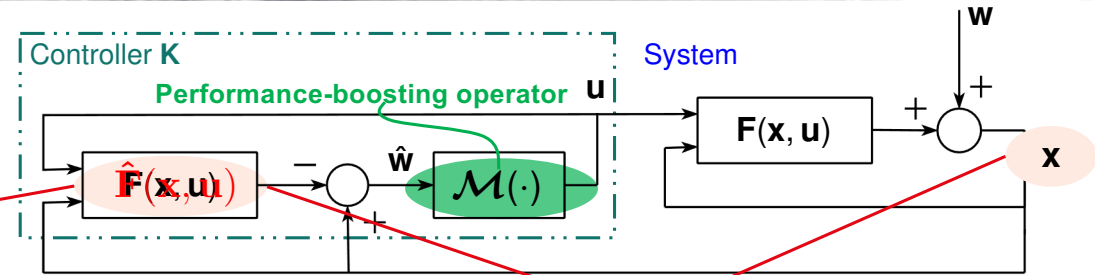 w
Controller K
System
Performance-boosting operator
u
+
+
F(x, u)
x
ŵ
−
F̂(x, u)
M(·)
+